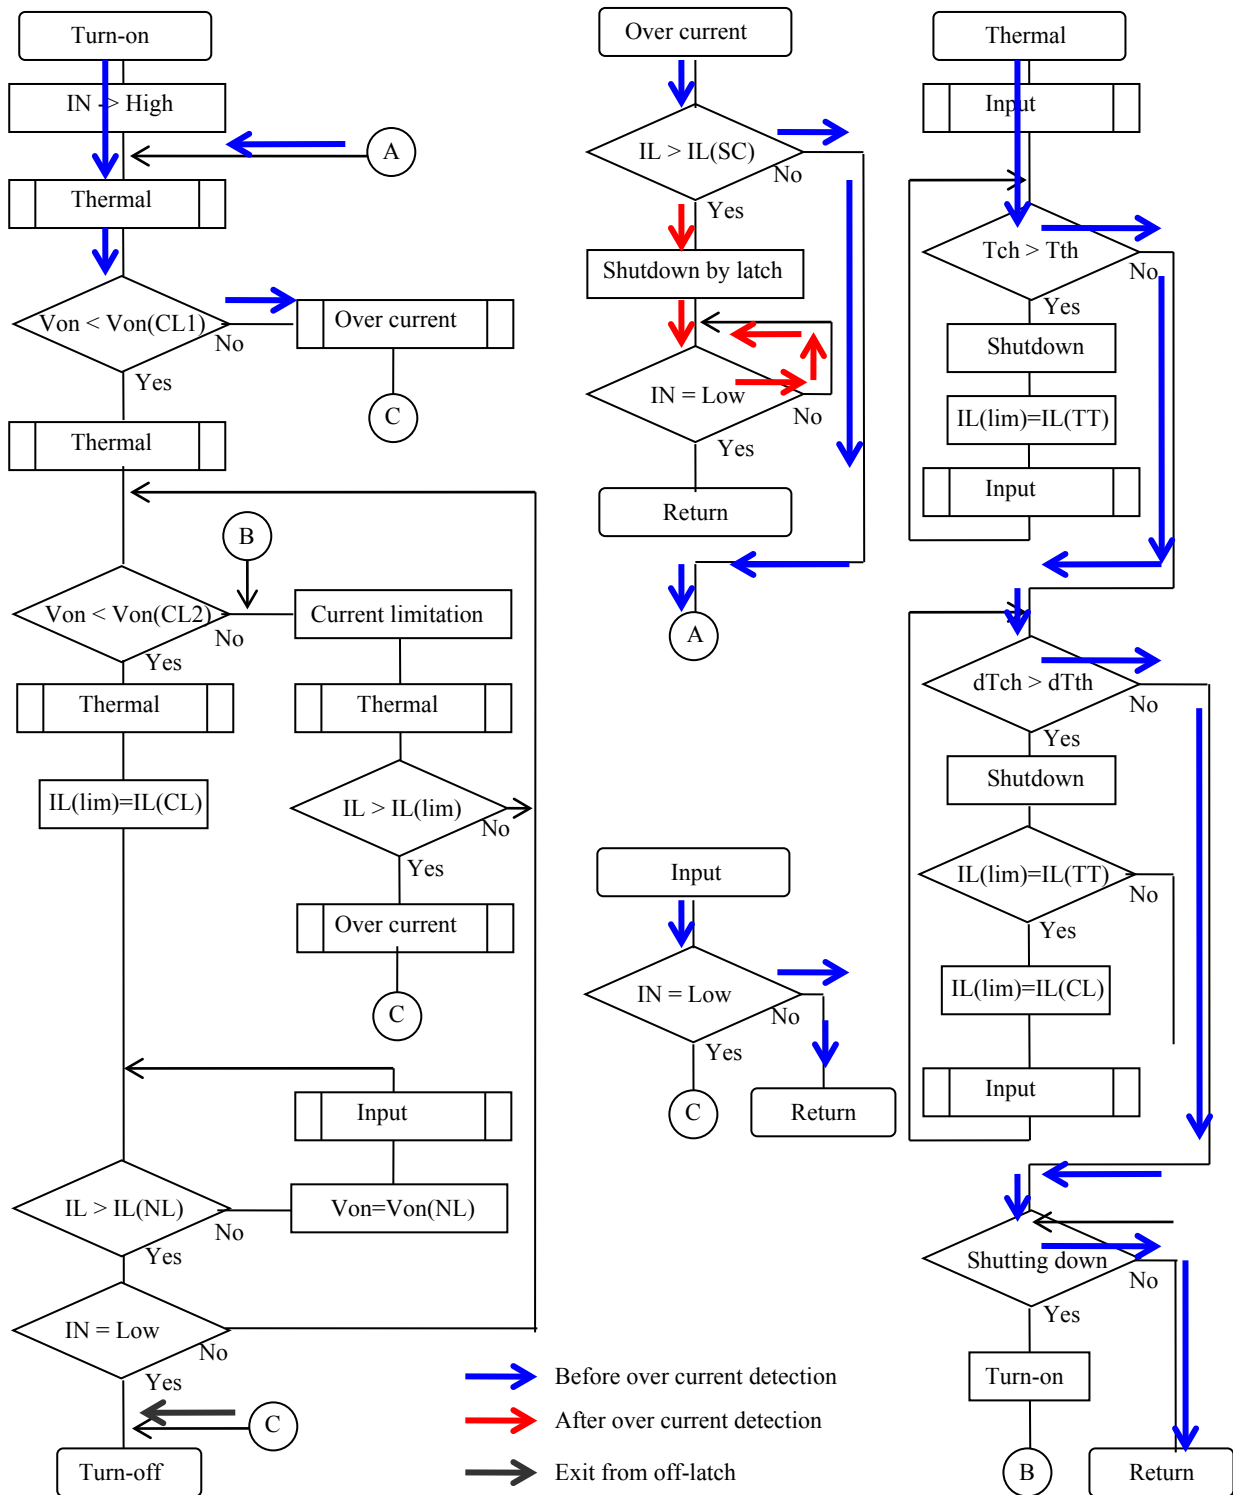 Turn-on
IN -> High
A
Thermal
Von < Von(CL1)
No
Yes
Over current
C
Thermal
B
Von < Von(CL2)
No
Yes
Current limitation
Thermal
Thermal
IL(lim)=IL(CL)
IL > IL(lim)
No
Yes
Over current
C
Input
IL > IL(NL)
No
Yes
Von=Von(NL)
IN = Low
No
Yes
C
Turn-off
Over current
IL > IL(SC)
No
Yes
Shutdown by latch
IN = Low
No
Yes
Return
A
Input
IN = Low
No
Yes
C
Return
Thermal
Input
Tch > Tth
No
Yes
Shutdown
IL(lim)=IL(TT)
Input
dTch > dTth
No
Yes
Shutdown
IL(lim)=IL(TT)
No
Yes
IL(lim)=IL(CL)
Input
Shutting down
No
Yes
Turn-on
B
Return
Before over current detection
After over current detection
Exit from off-latch